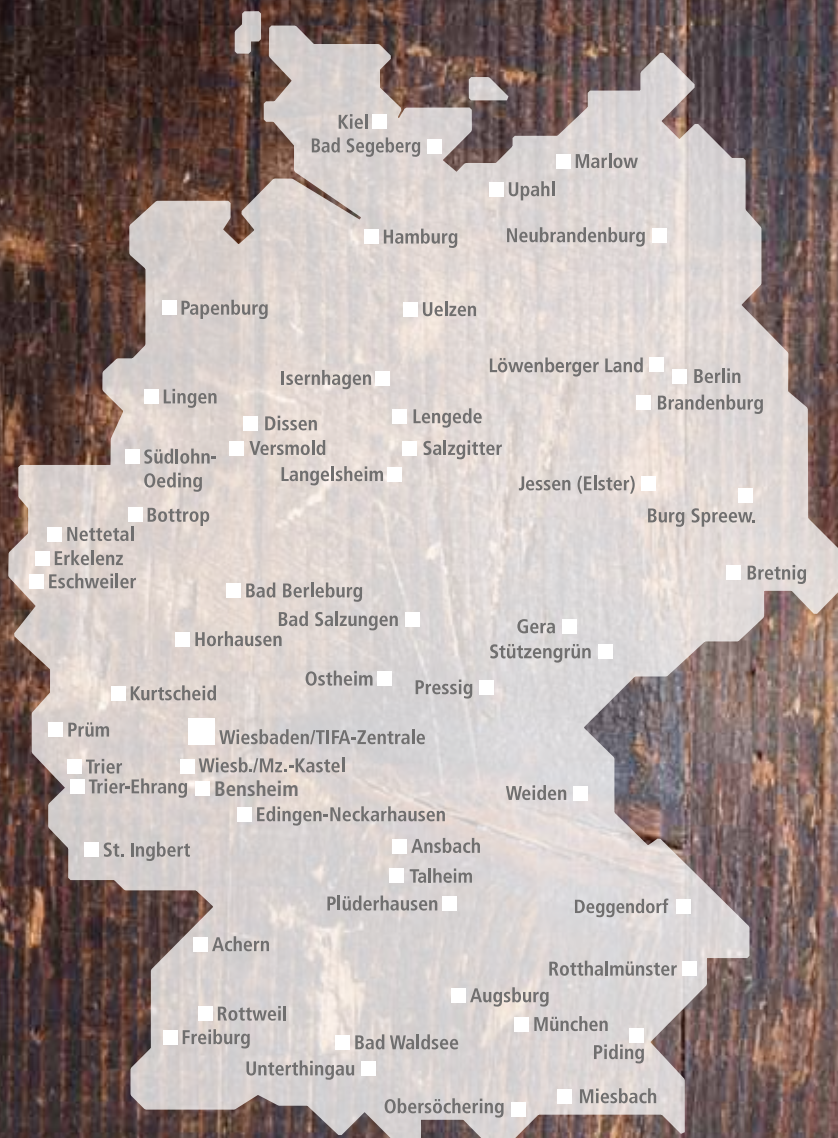 Kiel
Bad Segeberg
Marlow
Upahl
Hamburg
Neubrandenburg
Papenburg
Uelzen
Löwenberger Land
Isernhagen
Berlin
Lingen
Brandenburg
Dissen
Lengede
Versmold
Salzgitter
Südlohn-
Oeding
Langelsheim
Jessen (Elster)
Bottrop
Burg Spreew.
Nettetal
Erkelenz
Eschweiler
Bretnig
Bad Berleburg
Bad Salzungen
Gera
Horhausen
Stützengrün
Ostheim
Pressig
Kurtscheid
Prüm
Wiesbaden/TIFA-Zentrale
Trier
Wiesb./Mz.-Kastel
Trier-Ehrang
Bensheim
Weiden
Edingen-Neckarhausen
St. Ingbert
Ansbach
Talheim
Plüderhausen
Deggendorf
Achern
Rotthalmünster
Augsburg
Rottweil
München
Freiburg
Bad Waldsee
Piding
Unterthingau
Miesbach
Obersöchering